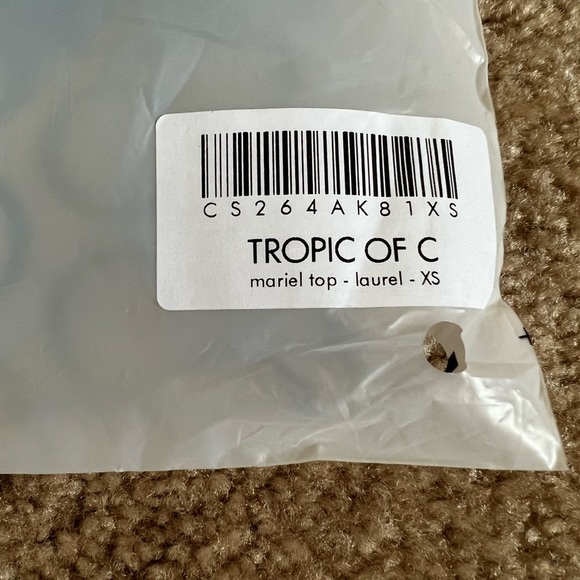 CS264AK81XS
TROPIC OF C
mariel top - laurel - XS